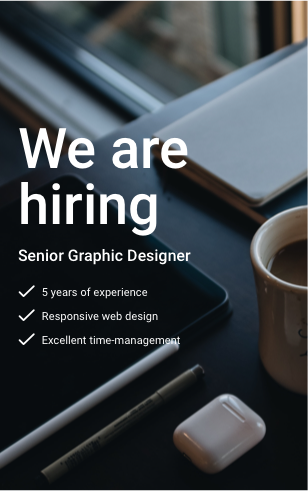 We are
hiring
Senior Graphic Designer
5 years of experience
Responsive web design
Excellent time-management